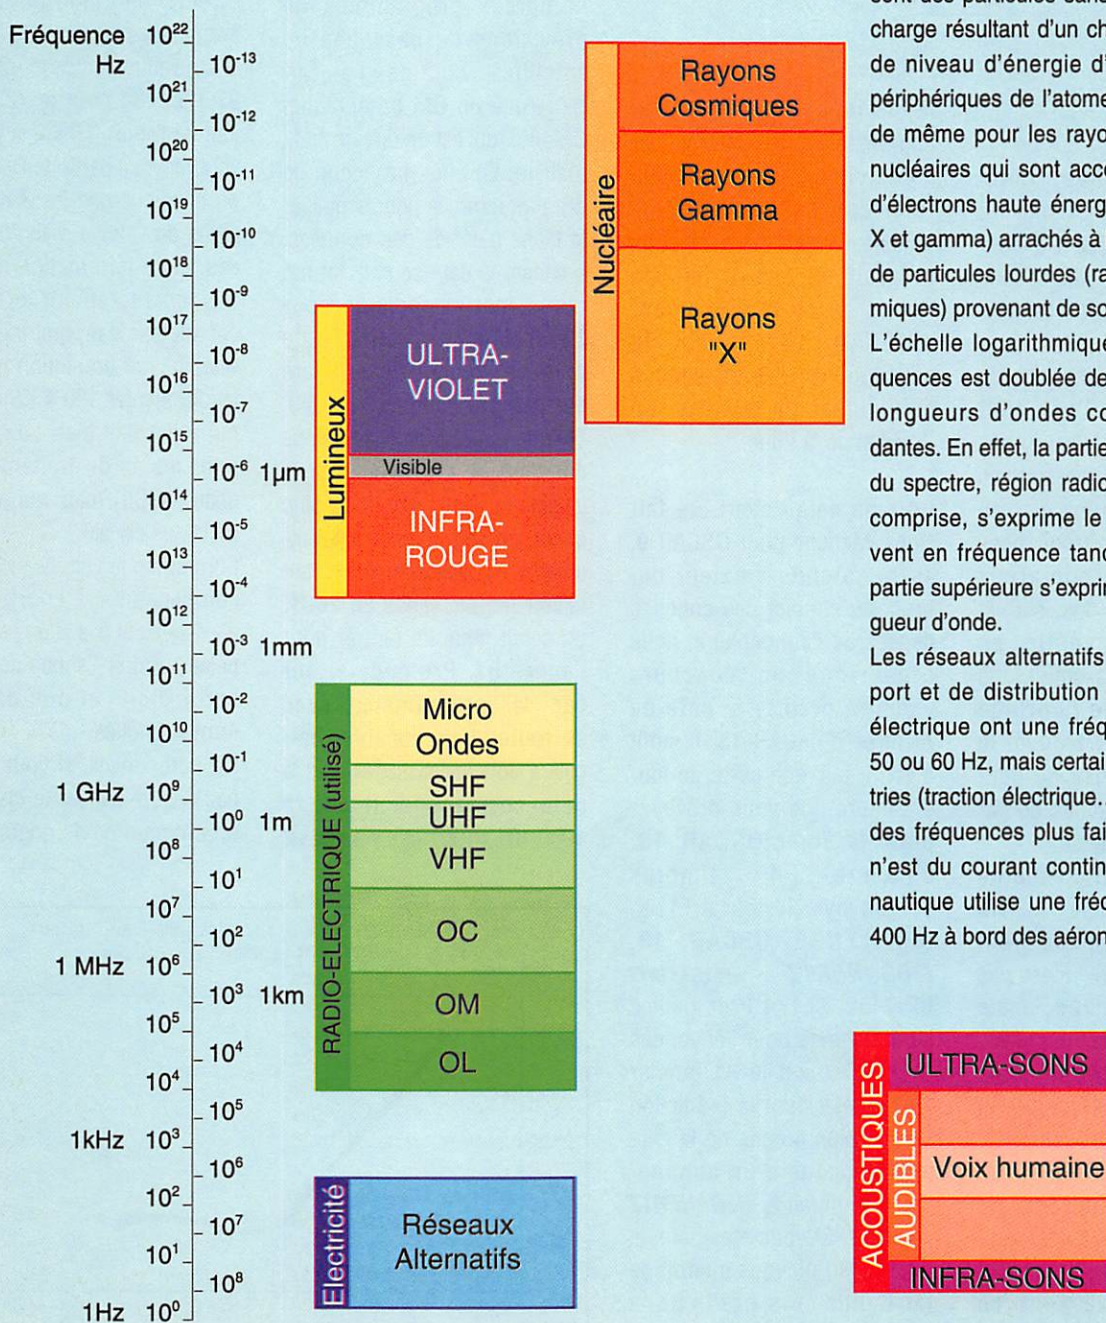 Fréquence
Hz
10²²
10²¹
10²⁰
10¹⁹
10¹⁸
10¹⁷
10¹⁶
10¹⁵
10¹⁴
10¹³
10¹²
10¹¹
10¹⁰
1 GHz 10⁹
10⁸
10⁷
1 MHz 10⁶
10⁵
10⁴
1kHz 10³
10²
10¹
1Hz 10⁰
10⁻¹³
10⁻¹²
10⁻¹¹
10⁻¹⁰
10⁻⁹
10⁻⁸
10⁻⁷
10⁻⁶ 1µm
10⁻⁵
10⁻⁴
10⁻³ 1mm
10⁻²
10⁻¹
10⁰ 1m
10¹
10²
10³ 1km
10⁴
10⁵
10⁶
10⁷
10⁸
Lumineux
ULTRA-
VIOLET
Visible
INFRA-
ROUGE
RADIO-ELECTRIQUE (utilisé)
Micro
Ondes
SHF
UHF
VHF
OC
OM
OL
Electricité
Réseaux
Alternatifs
Nucléaire
Rayons
Cosmiques
Rayons
Gamma
Rayons
"X"
sont des particules sans
charge résultant d'un ch
de niveau d'énergie d'
périphériques de l'atome
de même pour les rayo
nucléaires qui sont acc
d'électrons haute énerg
X et gamma) arrachés à
de particules lourdes (ra
miques) provenant de so
L'échelle logarithmique
quences est doublée de
longueurs d'ondes co
dantes. En effet, la partie
du spectre, région radio
comprise, s'exprime le
vent en fréquence tand
partie supérieure s'exprin
gueur d'onde.
Les réseaux alternatifs
port et de distribution
électrique ont une fréq
50 ou 60 Hz, mais certai
tries (traction électrique..
des fréquences plus fai
n'est du courant contin
nautique utilise une fréq
400 Hz à bord des aéron
ACOUSTIQUES
ULTRA-SONS
AUDIBLES
Voix humaine
INFRA-SONS